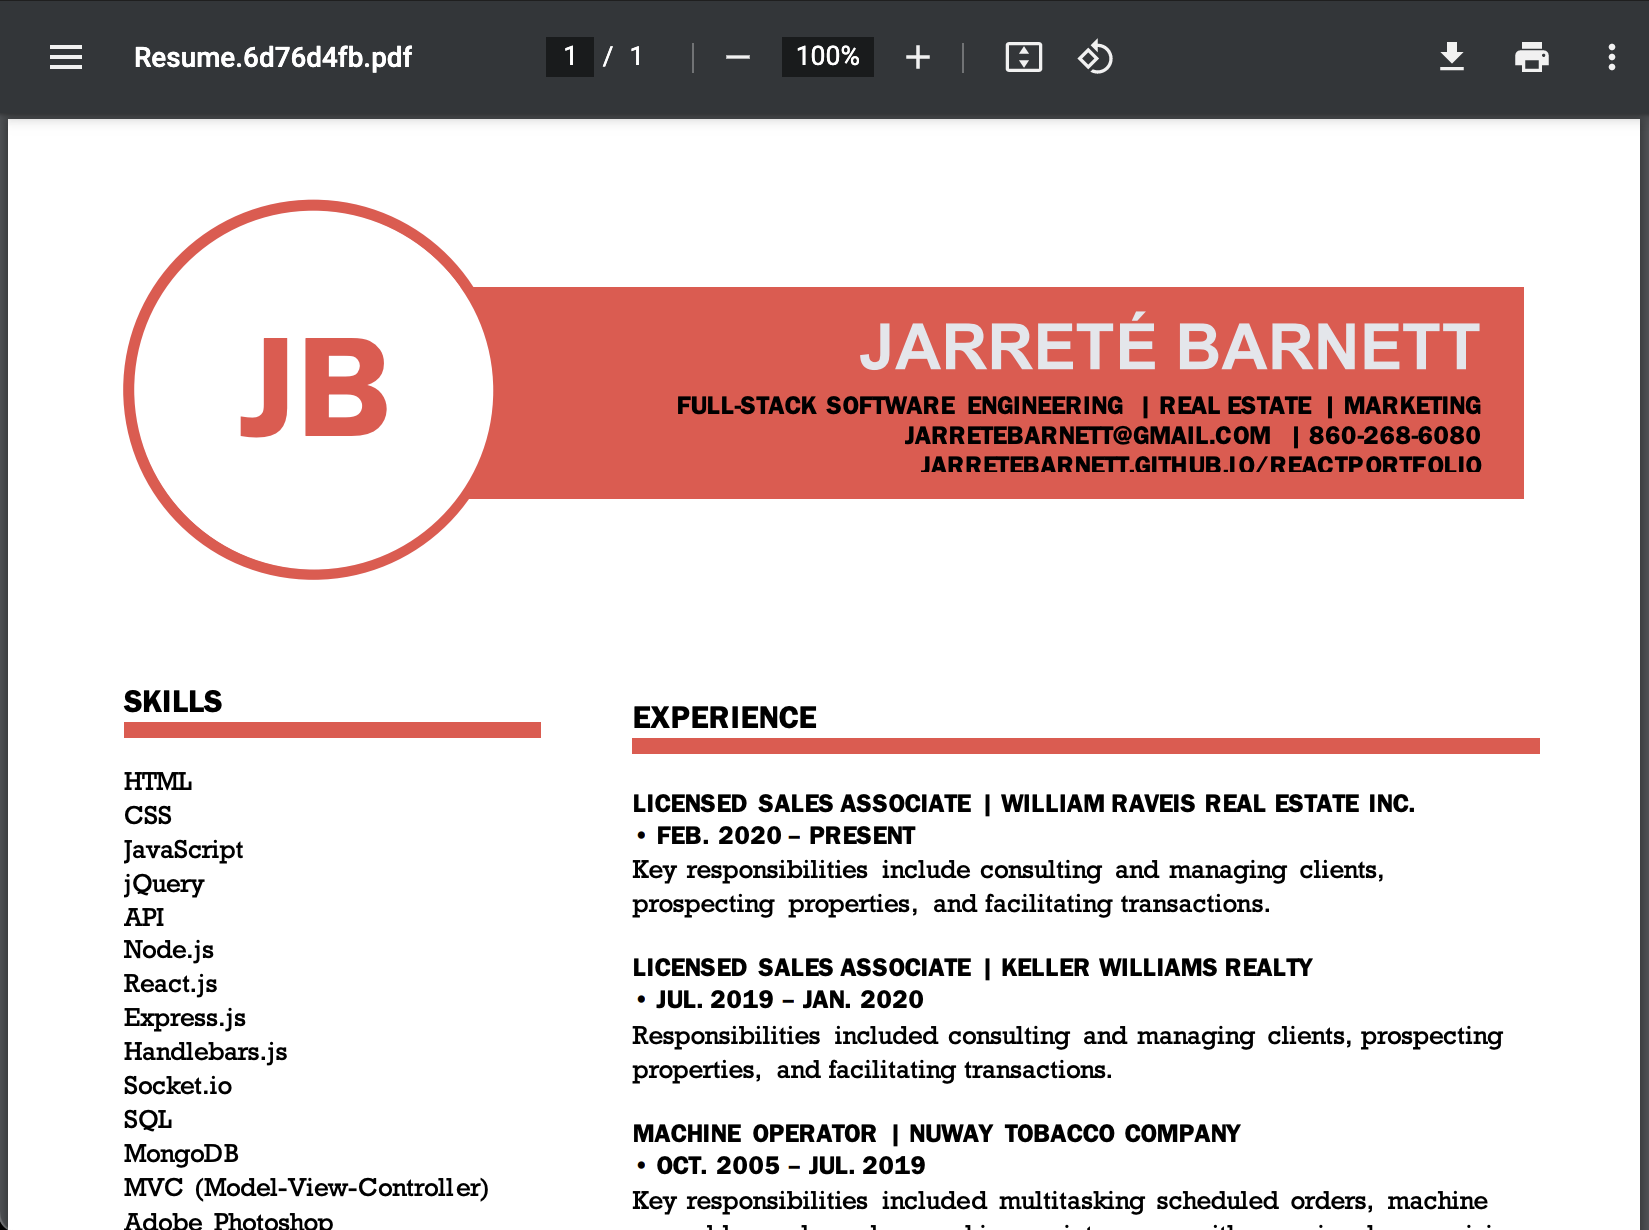 Resume.6d76d4fb.pdf
1 / 1
100%
JB
JARRETÉ BARNETT
FULL-STACK SOFTWARE ENGINEERING | REAL ESTATE | MARKETING
JARRETEBARNETT@GMAIL.COM | 860-268-6080
JARRETEBARNETT.GITHUB.IO/REACTPORTFOLIO
SKILLS
HTML
CSS
JavaScript
jQuery
API
Node.js
React.js
Express.js
Handlebars.js
Socket.io
SQL
MongoDB
MVC (Model-View-Controller)
Adobe Photoshop
EXPERIENCE
LICENSED SALES ASSOCIATE | WILLIAM RAVEIS REAL ESTATE INC.
• FEB. 2020 – PRESENT
Key responsibilities include consulting and managing clients,
prospecting properties, and facilitating transactions.
LICENSED SALES ASSOCIATE | KELLER WILLIAMS REALTY
• JUL. 2019 – JAN. 2020
Responsibilities included consulting and managing clients, prospecting
properties, and facilitating transactions.
MACHINE OPERATOR | NUWAY TOBACCO COMPANY
• OCT. 2005 – JUL. 2019
Key responsibilities included multitasking scheduled orders, machine